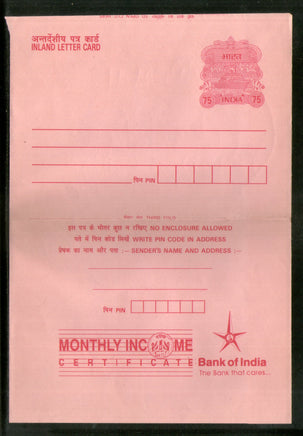 अन्तर्देशीय पत्र कार्ड
INLAND LETTER CARD
भारत
75 INDIA 75
पिन PIN
इस पत्र के भीतर कुछ न रखिए NO ENCLOSURE ALLOWED
पते में पिन कोड लिखें WRITE PIN CODE IN ADDRESS
प्रेषक का नाम और पता :- SENDER'S NAME AND ADDRESS :-
पिन PIN
MONTHLY INCOME
CERTIFICATE
Bank of India
The Bank that cares...